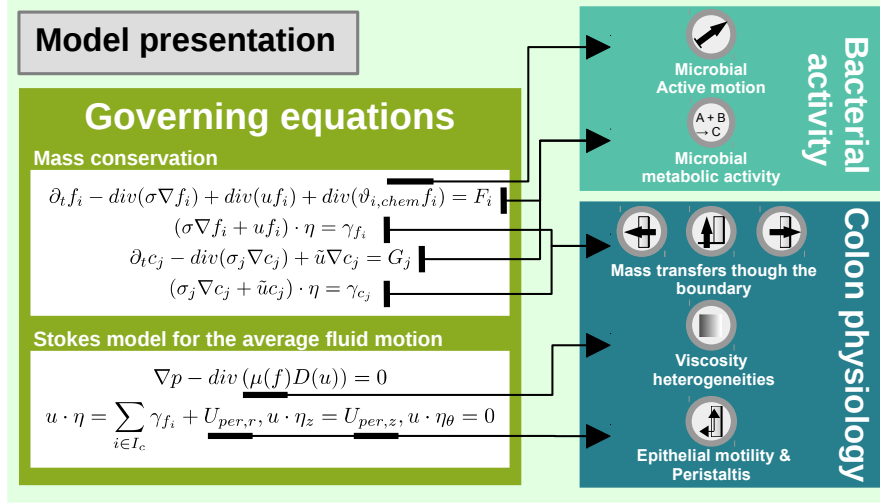 Model presentation
Governing equations
Mass conservation
∂_t f_i − div(σ∇f_i) + div(uf_i) + div(ϑ_{i,chem} f_i) = F_i
(σ∇f_i + uf_i) · η = γ_{f_i}
∂_t c_j − div(σ_j∇c_j) + ũ∇c_j = G_j
(σ_j∇c_j + ũc_j) · η = γ_{c_j}
Stokes model for the average fluid motion
∇p − div (μ(f)D(u)) = 0
u · η = ∑_{i∈I_c} γ_{f_i} + U_{per,r}, u · η_z = U_{per,z}, u · η_θ = 0
Microbial
Active motion
A + B
→ C
Microbial
metabolic activity
Bacterial
activity
Mass transfers though the
boundary
Viscosity
heterogeneities
Epithelial motility &
Peristaltis
Colon physiology